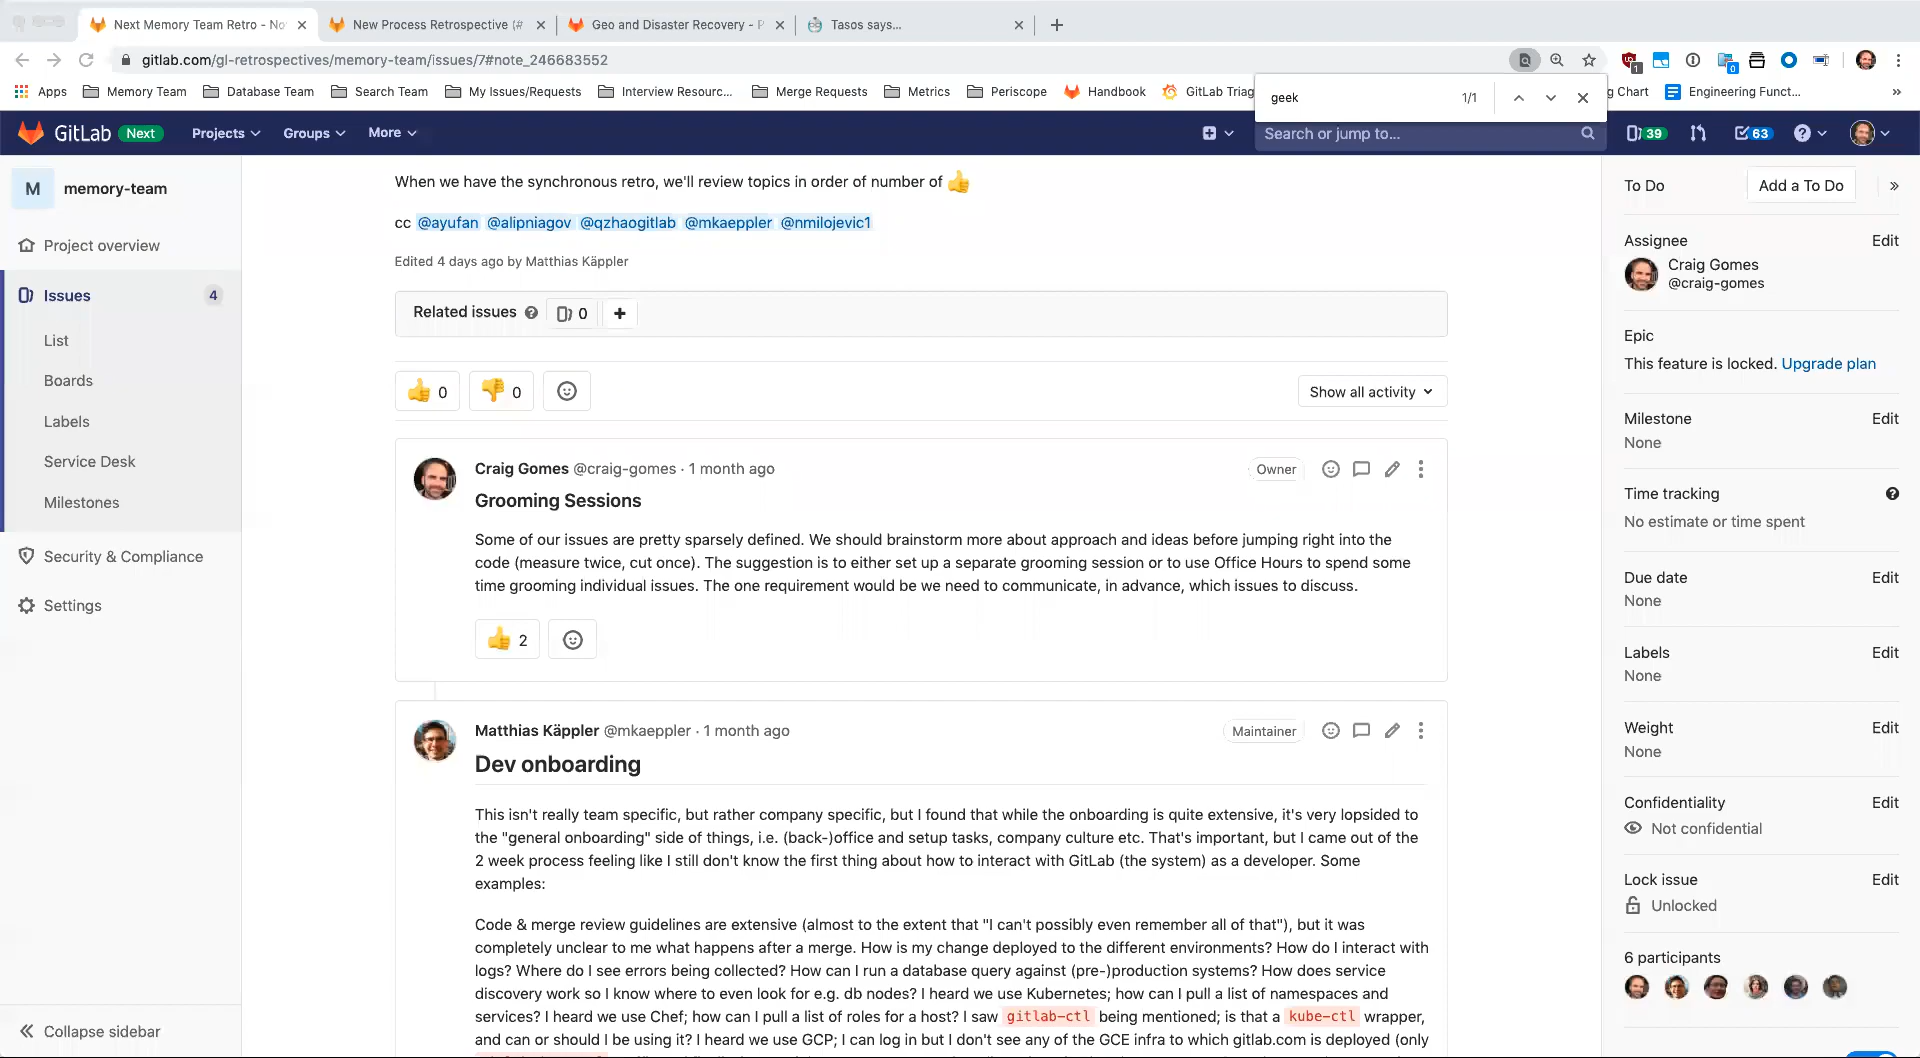 Next Memory Team Retro - No
New Process Retrospective (#
Geo and Disaster Recovery - P
Tasos says...
gitlab.com/gl-retrospectives/memory-team/issues/7#note_246683552
1
0
Apps
Memory Team
Database Team
Search Team
My Issues/Requests
Interview Resourc...
Merge Requests
Metrics
Periscope
Handbook
GitLab Triag
g Chart
Engineering Funct...
»
geek
1/1
GitLab
Next
Projects
Groups
More
Search or jump to...
39
63
M
memory-team
Project overview
Issues
4
List
Boards
Labels
Service Desk
Milestones
Security & Compliance
Settings
Collapse sidebar
When we have the synchronous retro, we'll review topics in order of number of 👍
cc @ayufan @alipniagov @qzhaogitlab @mkaeppler @nmilojevic1
Edited 4 days ago by Matthias Käppler
Related issues
0
👍 0
👎 0
Show all activity
Craig Gomes @craig-gomes · 1 month ago
Owner
Grooming Sessions
Some of our issues are pretty sparsely defined. We should brainstorm more about approach and ideas before jumping right into the
code (measure twice, cut once). The suggestion is to either set up a separate grooming session or to use Office Hours to spend some
time grooming individual issues. The one requirement would be we need to communicate, in advance, which issues to discuss.
👍 2
Matthias Käppler @mkaeppler · 1 month ago
Maintainer
Dev onboarding
This isn't really team specific, but rather company specific, but I found that while the onboarding is quite extensive, it's very lopsided to
the "general onboarding" side of things, i.e. (back-)office and setup tasks, company culture etc. That's important, but I came out of the
2 week process feeling like I still don't know the first thing about how to interact with GitLab (the system) as a developer. Some
examples:
Code & merge review guidelines are extensive (almost to the extent that "I can't possibly even remember all of that"), but it was
completely unclear to me what happens after a merge. How is my change deployed to the different environments? How do I interact with
logs? Where do I see errors being collected? How can I run a database query against (pre-)production systems? How does service
discovery work so I know where to even look for e.g. db nodes? I heard we use Kubernetes; how can I pull a list of namespaces and
services? I heard we use Chef; how can I pull a list of roles for a host? I saw gitlab-ctl being mentioned; is that a kube-ctl wrapper,
and can or should I be using it? I heard we use GCP; I can log in but I don't see any of the GCE infra to which gitlab.com is deployed (only
To Do
Add a To Do
»
Assignee
Edit
Craig Gomes
@craig-gomes
Epic
This feature is locked. Upgrade plan
Milestone
Edit
None
Time tracking
No estimate or time spent
Due date
Edit
None
Labels
Edit
None
Weight
Edit
None
Confidentiality
Edit
Not confidential
Lock issue
Edit
Unlocked
6 participants